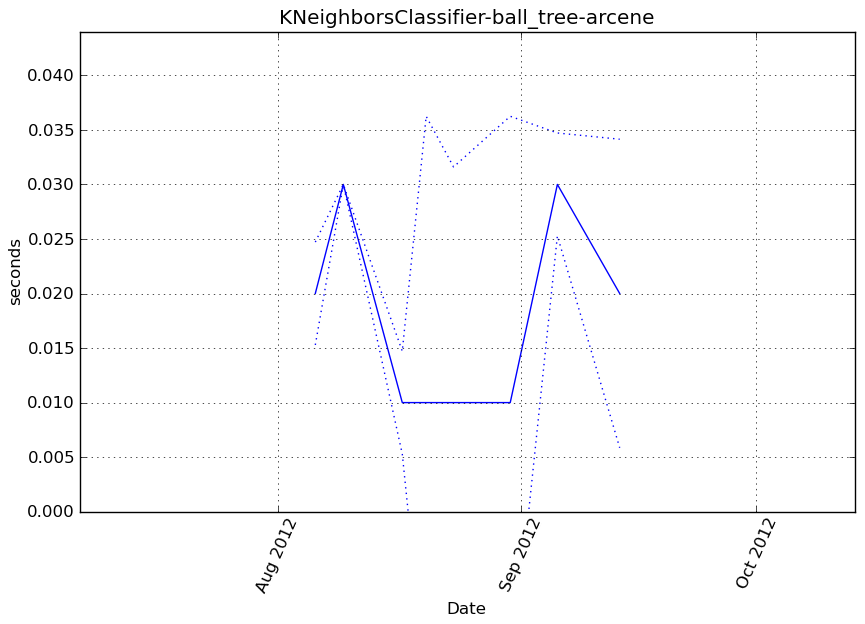 KNeighborsClassifier-ball_tree-arcene
0.040
0.035
0.030
0.025
0.020
0.015
0.010
0.005
0.000
seconds
Aug 2012
Sep 2012
Oct 2012
Date